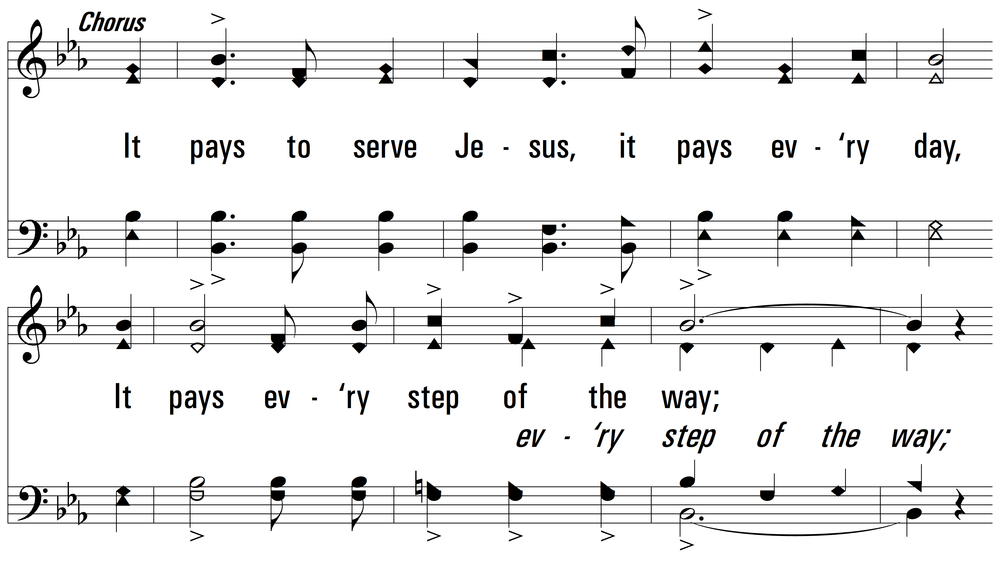 Chorus
It pays to serve Je - sus, it pays ev - ‘ry day,
It pays ev - ‘ry step of the way;
ev - ‘ry step of the way;